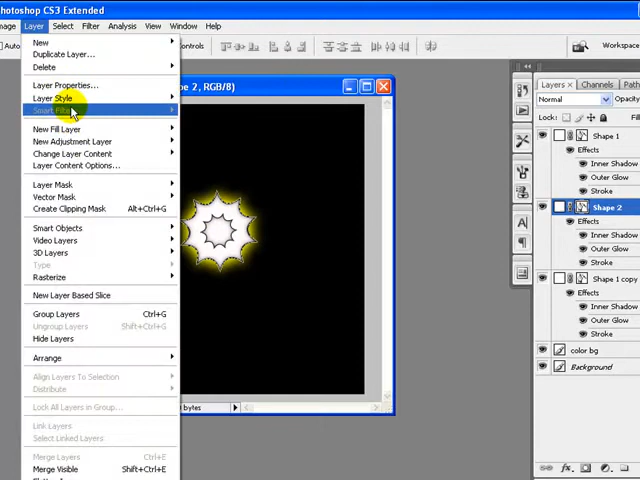 hotoshop CS3 Extended
mage Layer Select Filter Analysis View Window Help
Auto
Controls
Workspace
New
Duplicate Layer...
Delete
Layer Properties...
Layer Style
Smart Filter
New Fill Layer
New Adjustment Layer
Change Layer Content
Layer Content Options...
Layer Mask
Vector Mask
Create Clipping Mask Alt+Ctrl+G
Smart Objects
Video Layers
3D Layers
Type
Rasterize
New Layer Based Slice
Group Layers Ctrl+G
Ungroup Layers Shift+Ctrl+G
Hide Layers
Arrange
Align Layers To Selection
Distribute
Lock All Layers in Group...
Link Layers
Select Linked Layers
Merge Layers Ctrl+E
Merge Visible Shift+Ctrl+E
pe 2, RGB/8)
bytes
Layers × Channels Paths
Normal Opacity
Lock: Fil
Shape 1
Effects
Inner Shadow
Outer Glow
Stroke
Shape 2
Effects
Inner Shadow
Outer Glow
Stroke
Shape 1 copy
Effects
Inner Shadow
Outer Glow
Stroke
color bg
Background